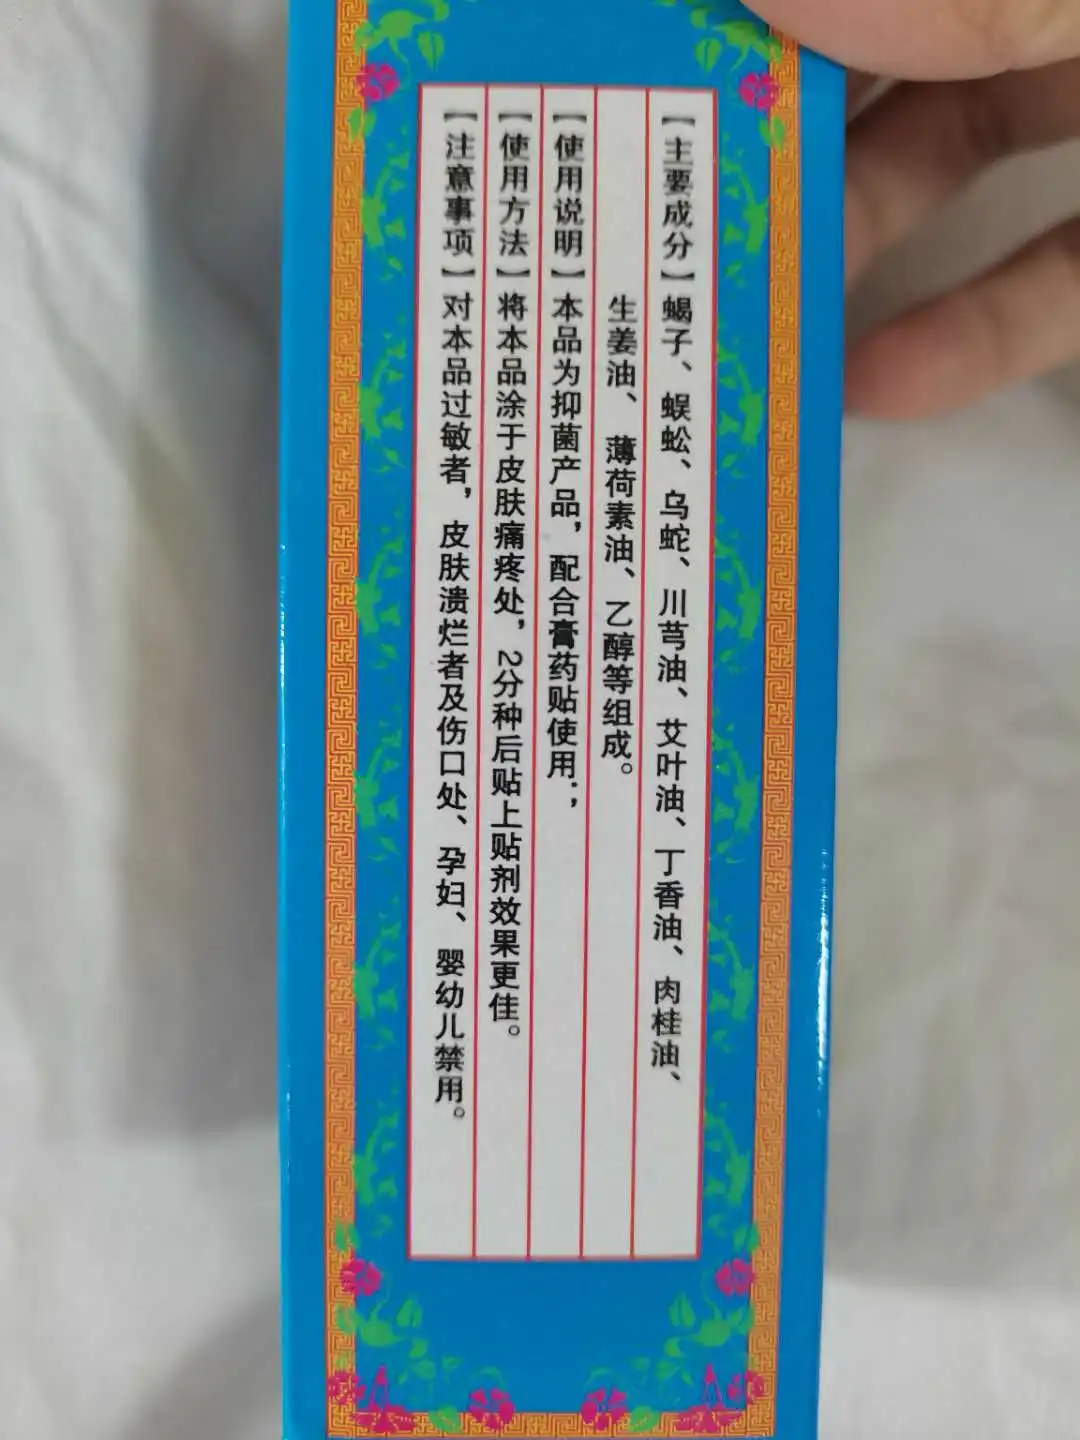 【主要成分】蝎子、蜈蚣、乌蛇、川芎油、艾叶油、丁香油、肉桂油、
生姜油、薄荷素油、乙醇等组成。
【使用说明】本品为抑菌产品，配合膏药贴使用；
【使用方法】将本品涂于皮肤痛疼处，2分种后贴上贴剂效果更佳。
【注意事项】对本品过敏者，皮肤溃烂者及伤口处、孕妇、婴幼儿禁用。